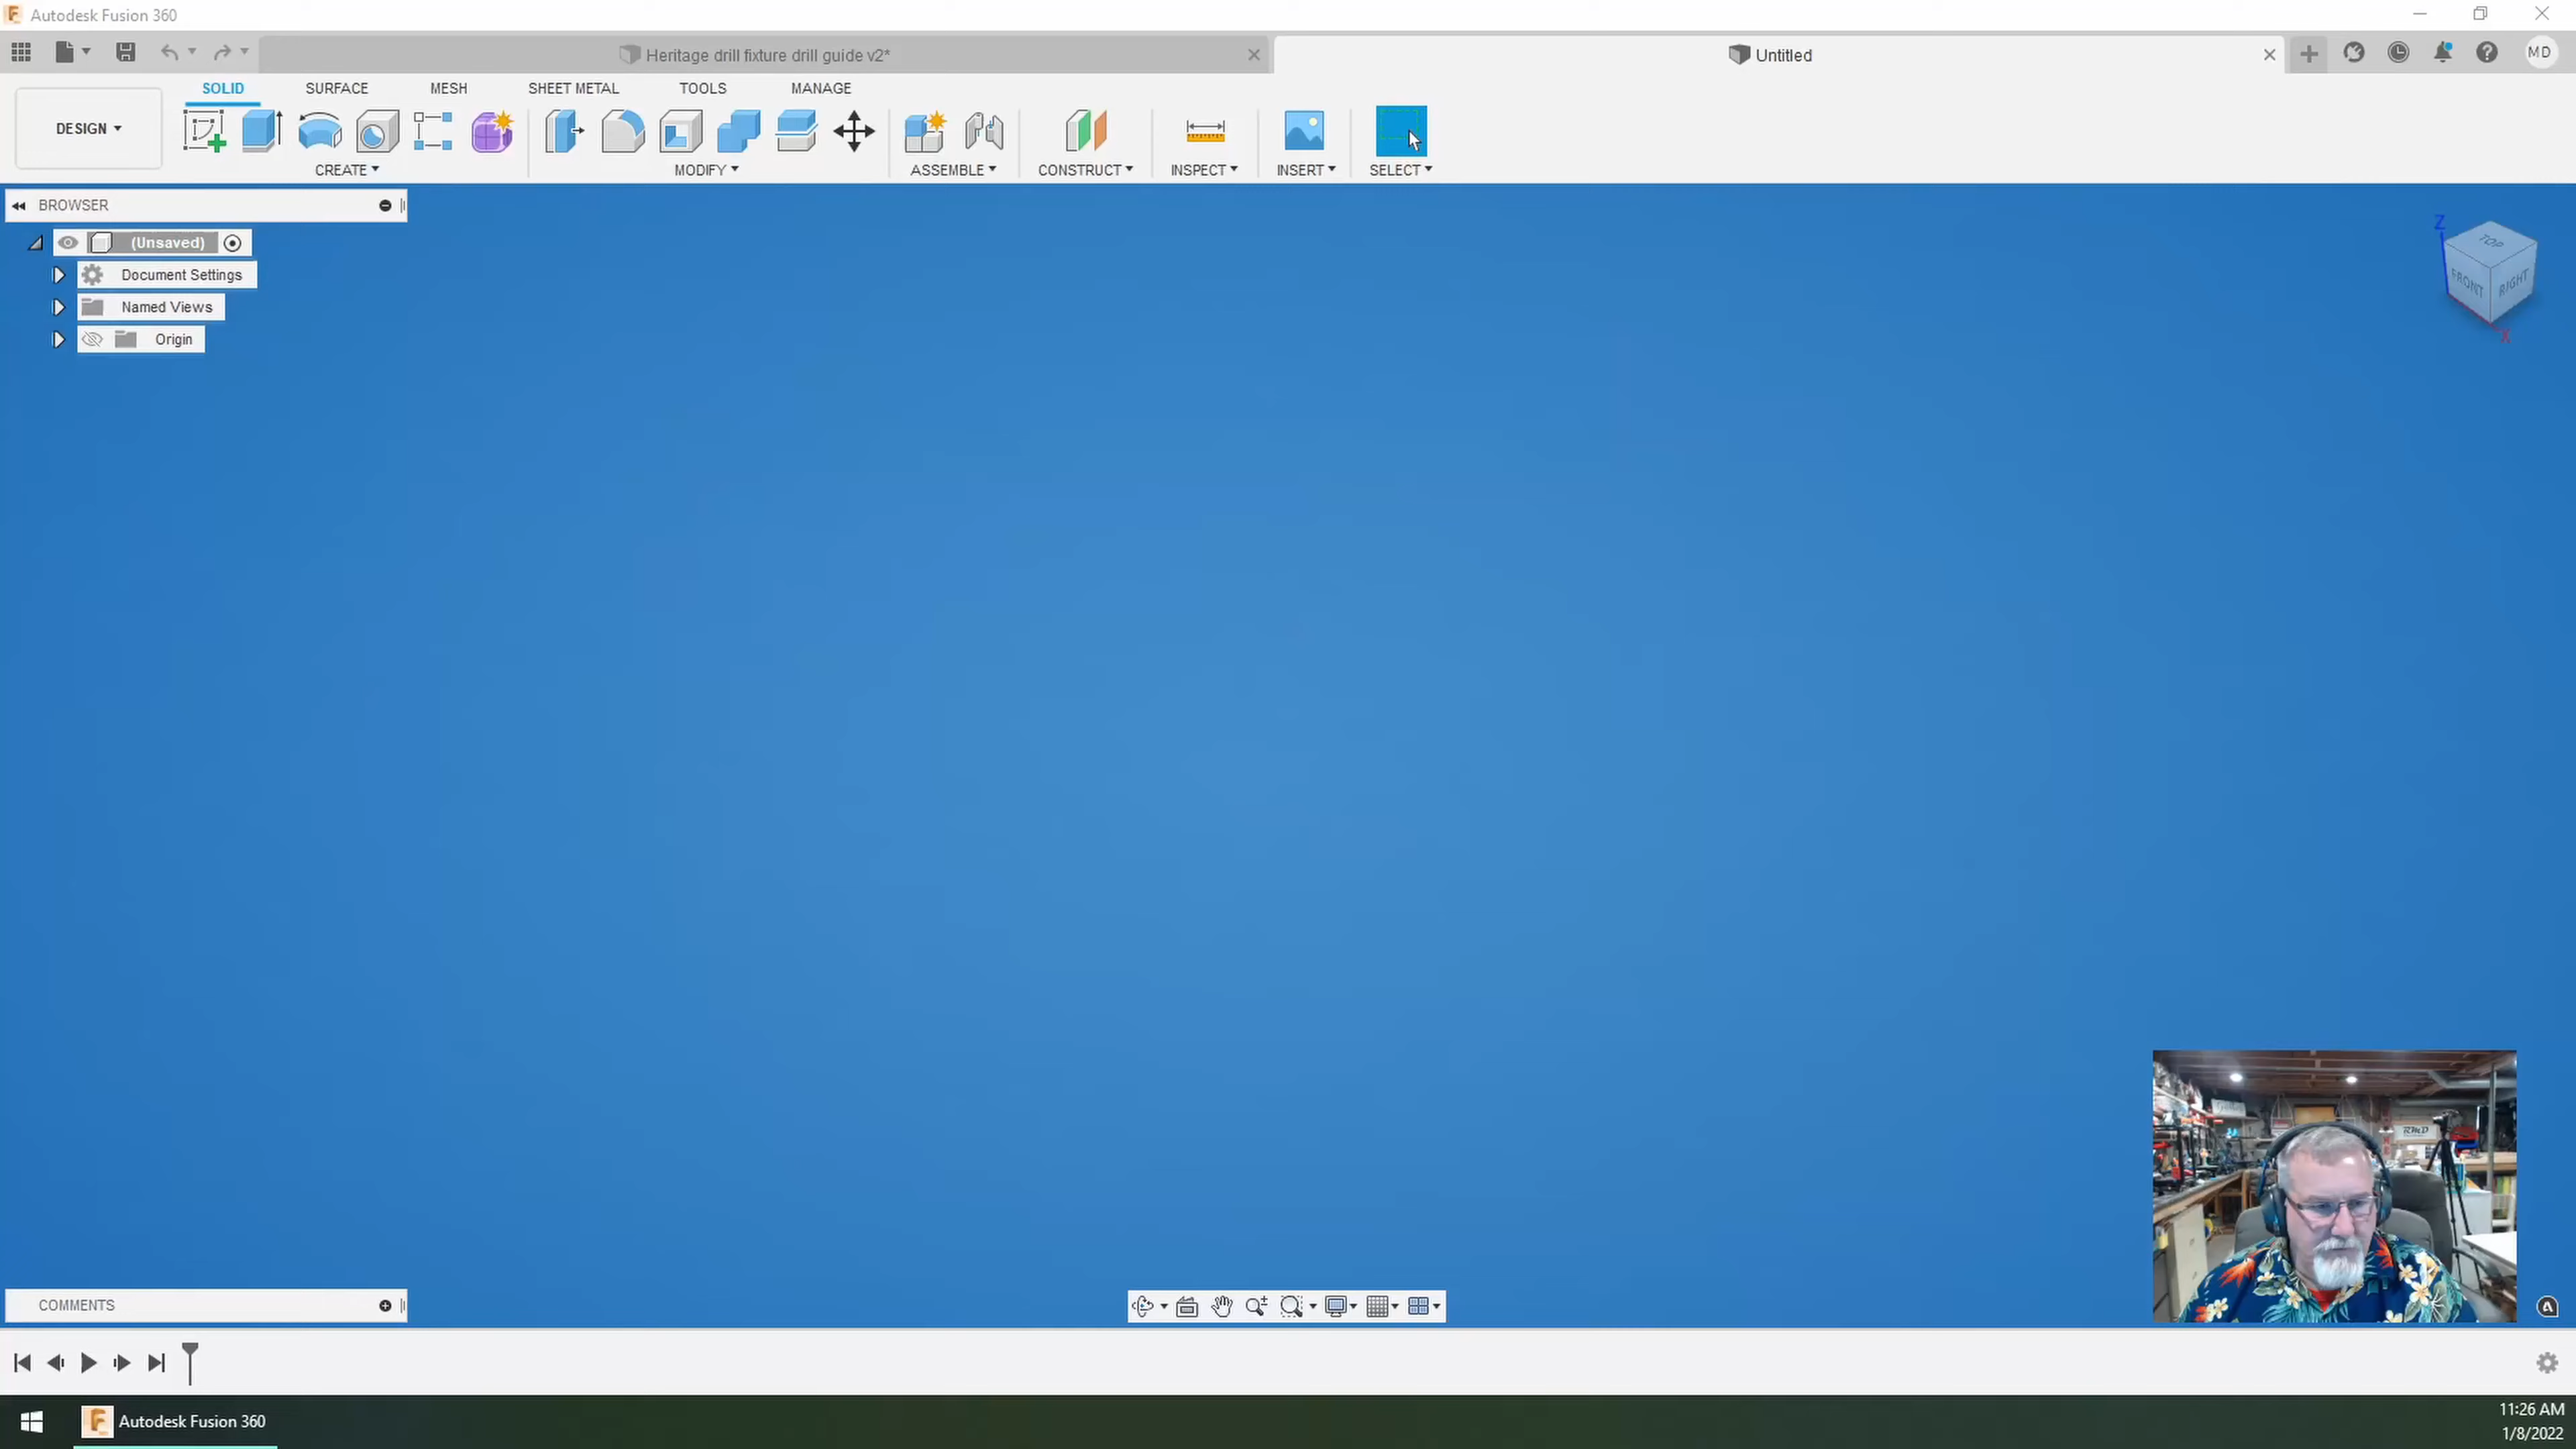 Autodesk Fusion 360
Heritage drill fixture drill guide v2*
Untitled
MD
SOLID
SURFACE
MESH
SHEET METAL
TOOLS
MANAGE
DESIGN
CREATE
MODIFY
ASSEMBLE
CONSTRUCT
INSPECT
INSERT
SELECT
BROWSER
(Unsaved)
Document Settings
Named Views
Origin
Z
TOP
FRONT
RIGHT
X
RMD
COMMENTS
A
Autodesk Fusion 360
11:26 AM
1/8/2022